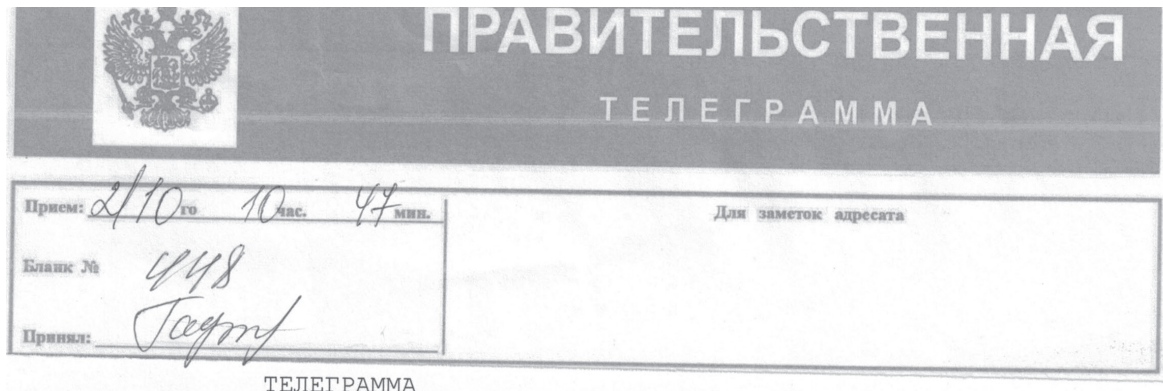 ПРАВИТЕЛЬСТВЕННАЯ
ТЕЛЕГРАММА
Прием: 2/10 го 10 час. 47 мин.
Для заметок адресата
Бланк № 448
Принял:
ТЕЛЕГРАММА